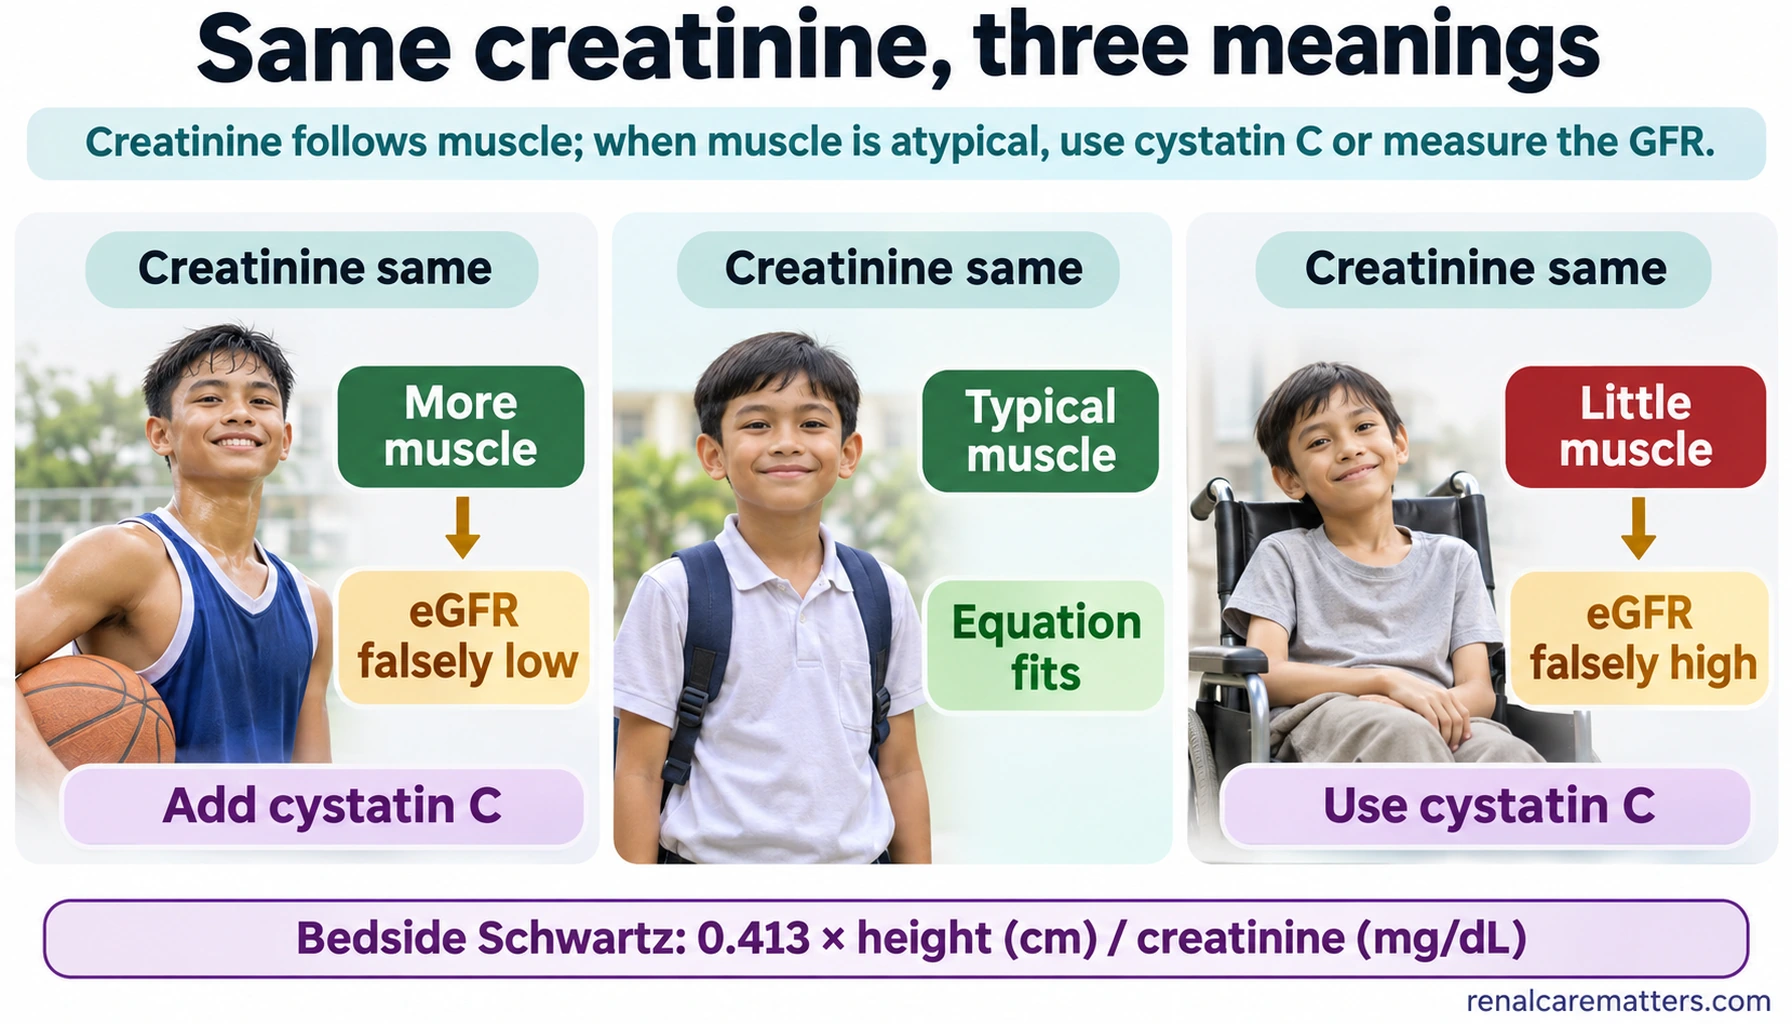 Same creatinine, three meanings
Creatinine follows muscle; when muscle is atypical, use cystatin C or measure the GFR.
Creatinine same
More
muscle
eGFR
falsely low
Add cystatin C
Creatinine same
Typical
muscle
Equation
fits
Creatinine same
Little
muscle
eGFR
falsely high
Use cystatin C
Bedside Schwartz: 0.413 × height (cm) / creatinine (mg/dL)
renalcarematters.com